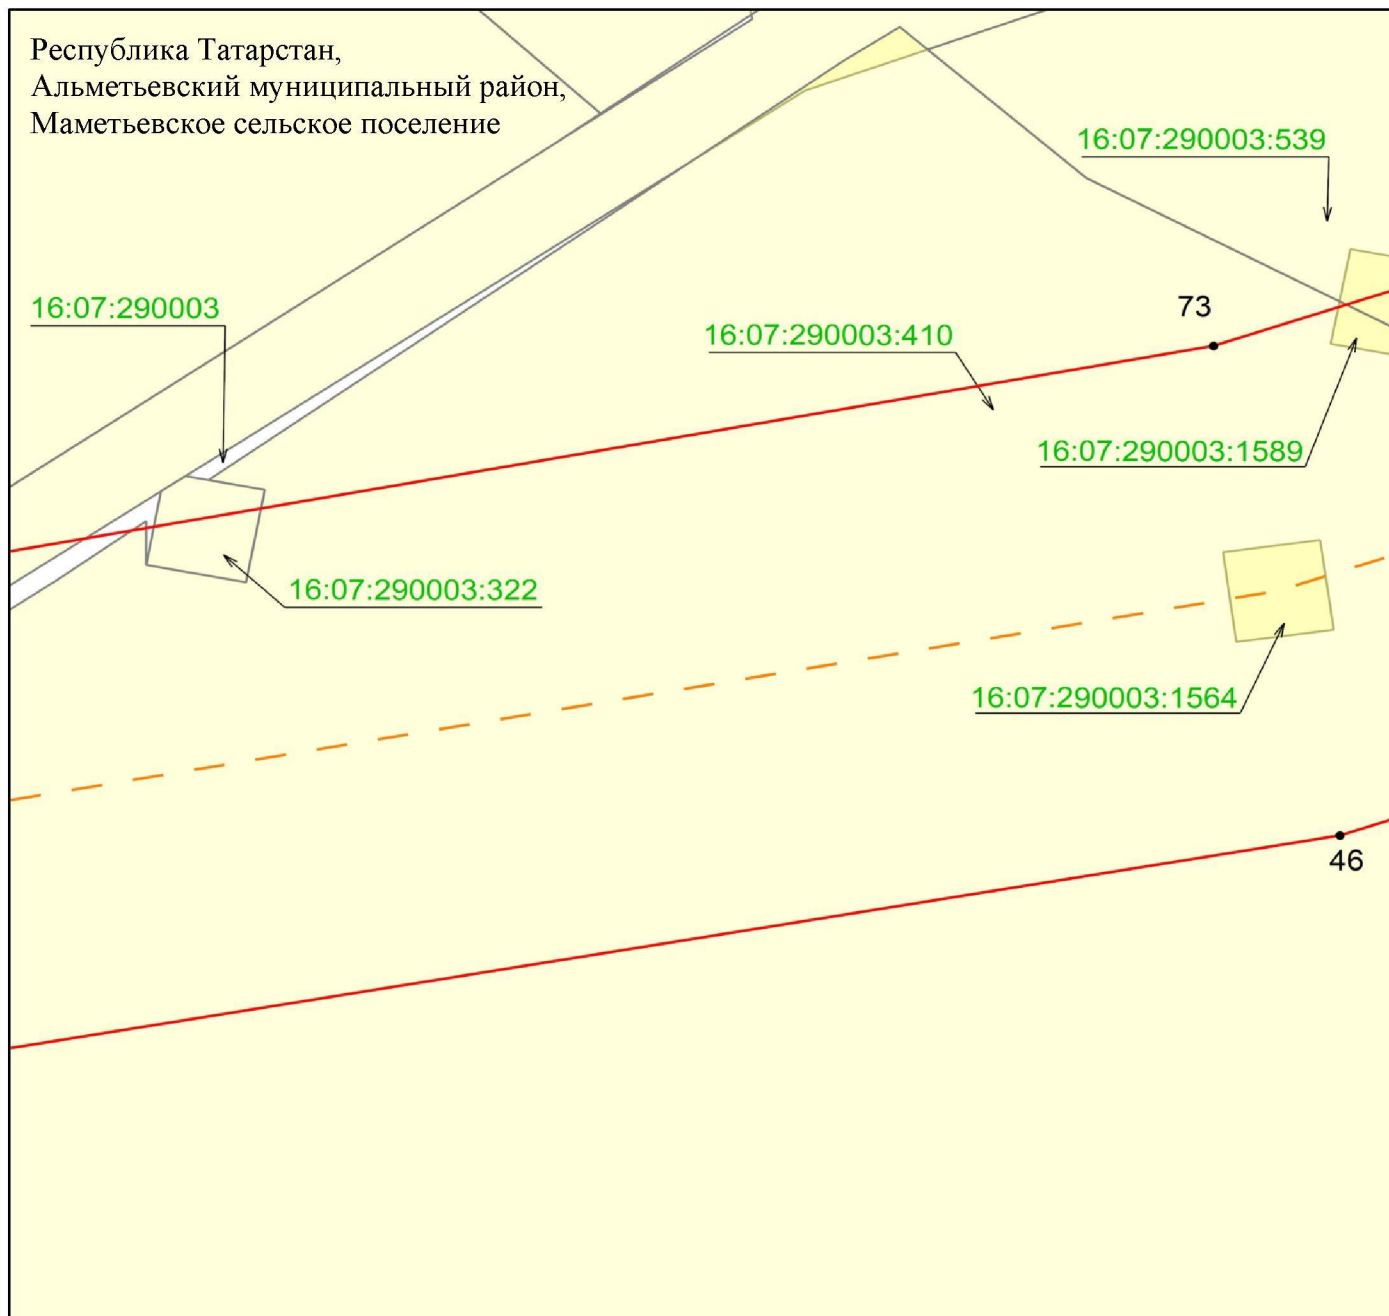 Республика Татарстан,
Альметьевский муниципальный район,
Маметьевское сельское поселение
16:07:290003:539
16:07:290003
73
16:07:290003:410
16:07:290003:1589
16:07:290003:322
16:07:290003:1564
46